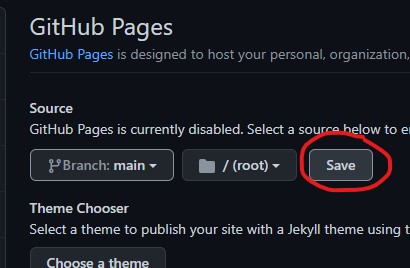 GitHub Pages
GitHub Pages is designed to host your personal, organization,
Source
GitHub Pages is currently disabled. Select a source below to
Branch: main / (root) Save
Theme Chooser
Select a theme to publish your site with a Jekyll theme using
Choose a theme